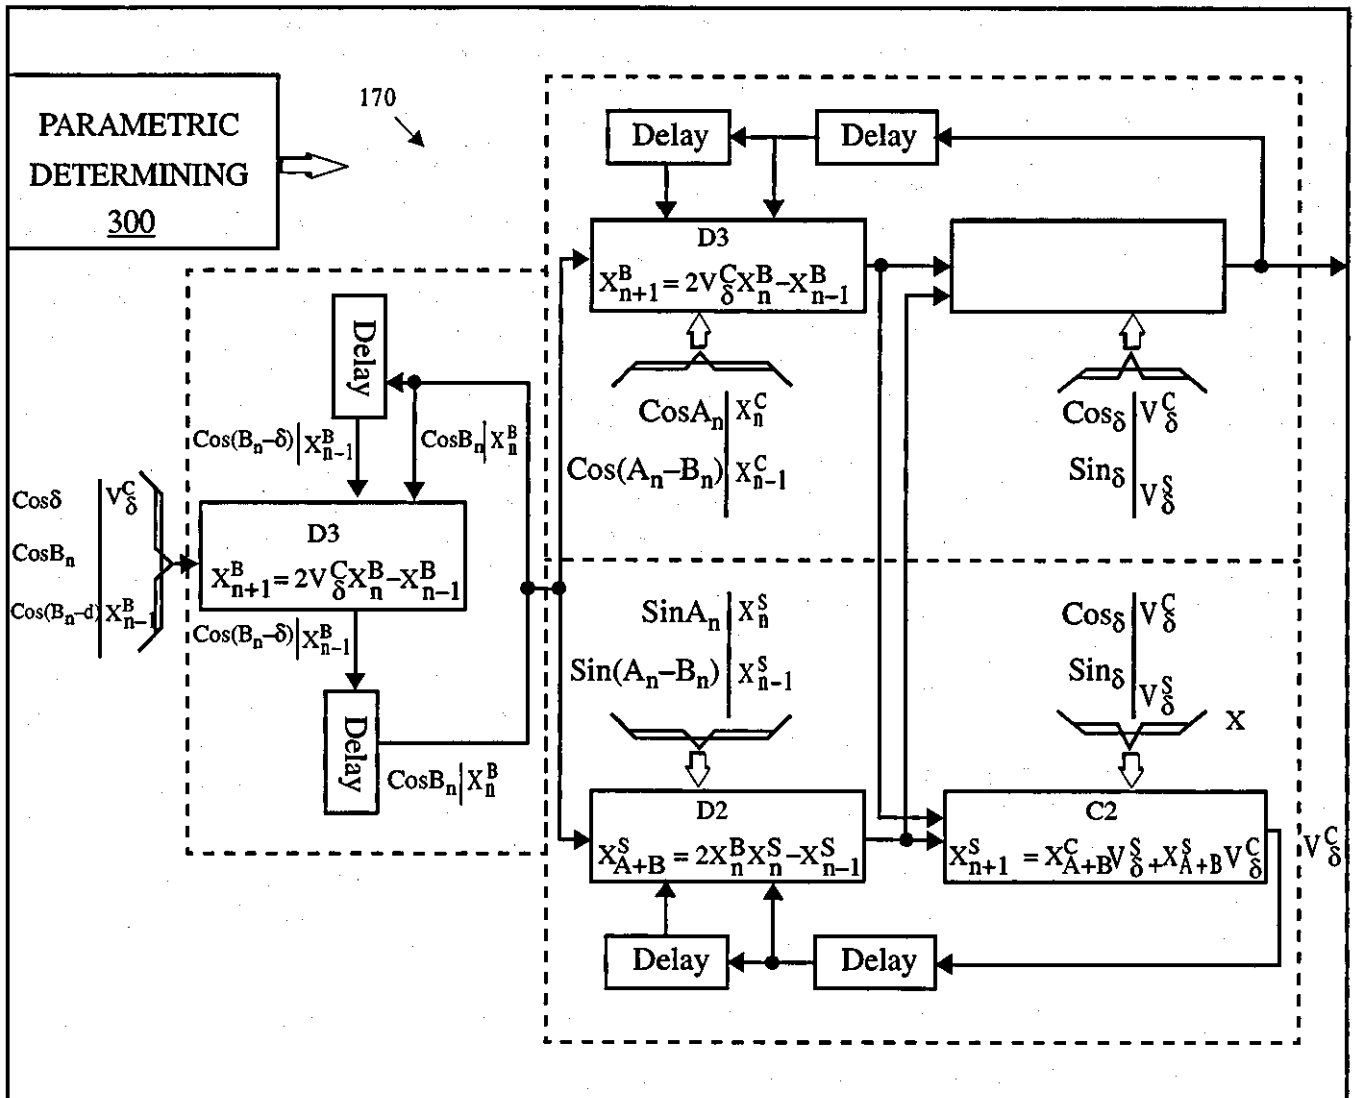 PARAMETRIC
DETERMINING
300
170
Delay
Delay
D3
X^B_{n+1} = 2V^C_δ X^B_n – X^B_{n–1}
CosA_n | X^C_n
Cos(A_n–B_n) | X^C_{n–1}
Cos_δ | V^C_δ
Sin_δ | V^S_δ
Delay
Cos(B_n–δ) | X^B_{n–1}
CosB_n | X^B_n
Cosδ | V^C_δ
CosB_n
Cos(B_n–d) | X^B_{n–1}
D3
X^B_{n+1} = 2V^C_δ X^B_n – X^B_{n–1}
Cos(B_n–δ) | X^B_{n–1}
Delay
CosB_n | X^B_n
SinA_n | X^S_n
Sin(A_n–B_n) | X^S_{n–1}
Cos_δ | V^C_δ
Sin_δ | V^S_δ
X
D2
X^S_{A+B} = 2X^B_n X^S_n – X^S_{n–1}
C2
X^S_{n+1} = X^C_{A+B} V^S_δ + X^S_{A+B} V^C_δ
V^C_δ
Delay
Delay